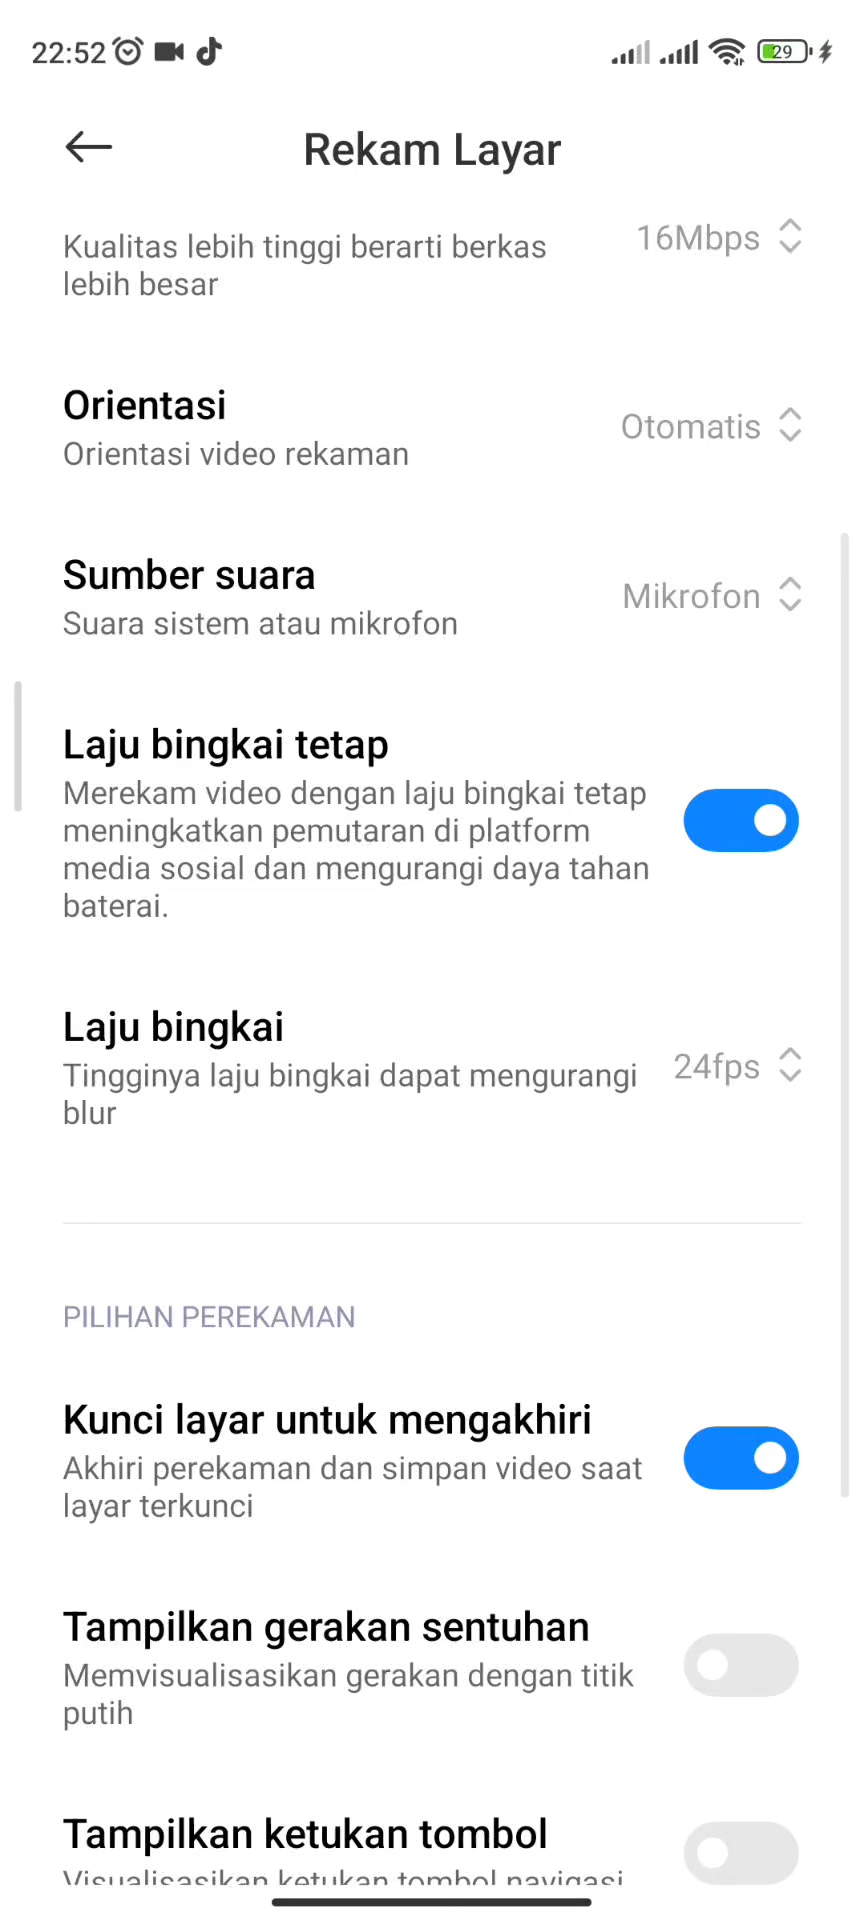 22:52
29
Rekam Layar
Kualitas lebih tinggi berarti berkas
lebih besar
16Mbps
Orientasi
Orientasi video rekaman
Otomatis
Sumber suara
Suara sistem atau mikrofon
Mikrofon
Laju bingkai tetap
Merekam video dengan laju bingkai tetap
meningkatkan pemutaran di platform
media sosial dan mengurangi daya tahan
baterai.
Laju bingkai
Tingginya laju bingkai dapat mengurangi
blur
24fps
PILIHAN PEREKAMAN
Kunci layar untuk mengakhiri
Akhiri perekaman dan simpan video saat
layar terkunci
Tampilkan gerakan sentuhan
Memvisualisasikan gerakan dengan titik
putih
Tampilkan ketukan tombol
Visualisasikan ketukan tombol navigasi